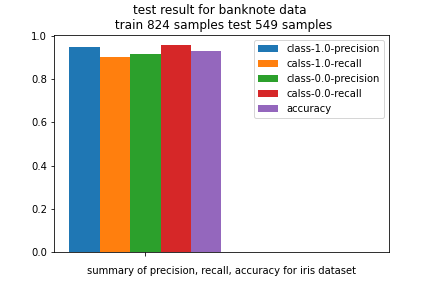 test result for banknote data
train 824 samples test 549 samples
1.0
0.8
0.6
0.4
0.2
0.0
class-1.0-precision
calss-1.0-recall
class-0.0-precision
calss-0.0-recall
accuracy
summary of precision, recall, accuracy for iris dataset